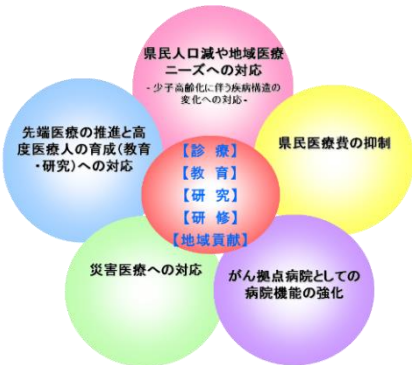 県民人口減や地域医療
ニーズへの対応
- 少子高齢化に伴う疾病構造の
変化への対応 -
先端医療の推進と高
度医療人の育成(教育
・研究)への対応
県民医療費の抑制
【診 療】
【教 育】
【研 究】
【研 修】
【地域貢献】
災害医療への対応
がん拠点病院としての
病院機能の強化